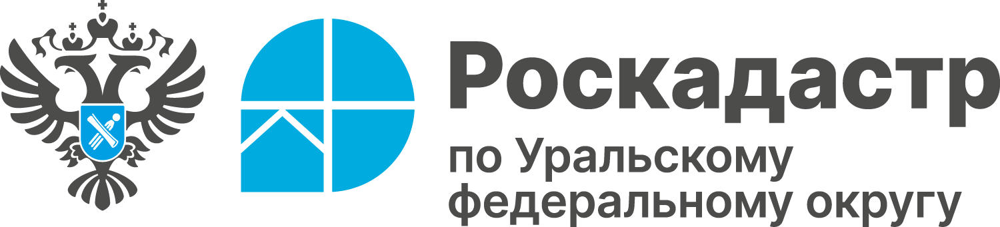 Роскадастр
по Уральскому
федеральному округу